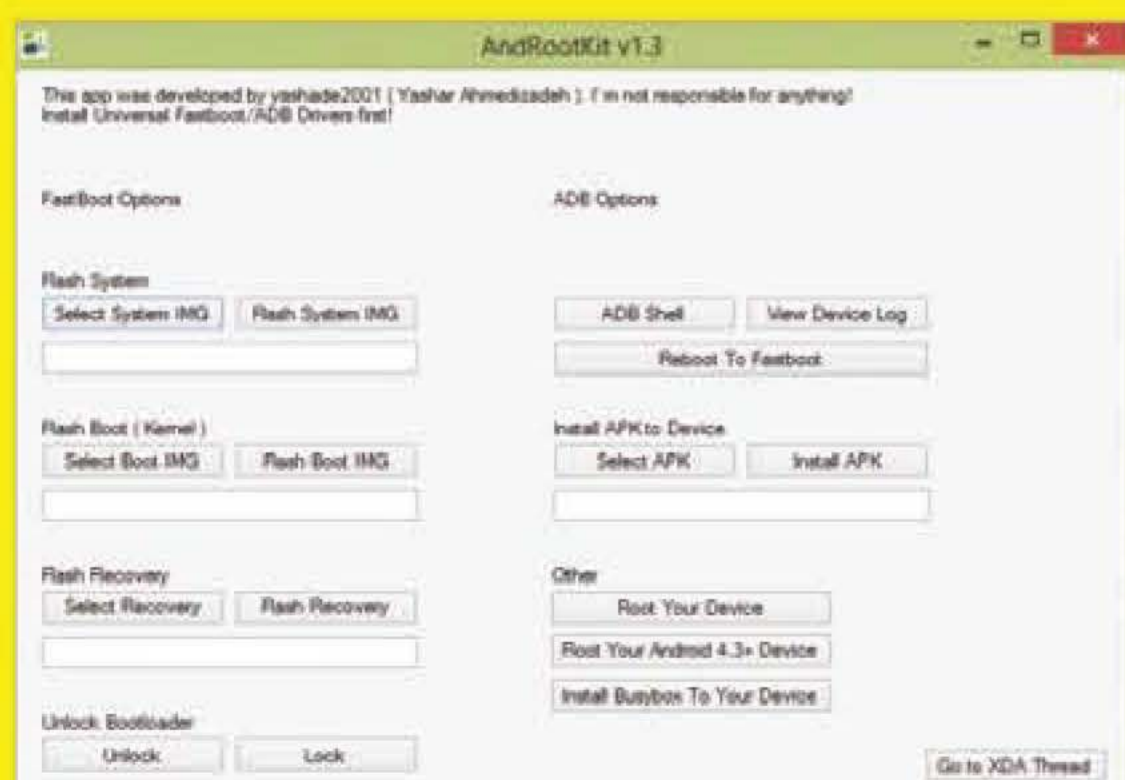 AndRootKit v1.3
This app was developed by yashade2001 ( Yashar Ahmedizadeh ). I'm not responsible for anything!
Install Universal Fastboot/ADB Drivers first!
FastBoot Options
Flash System
Select System IMG
Flash System IMG
Flash Boot ( Kernel )
Select Boot IMG
Flash Boot IMG
Flash Recovery
Select Recovery
Flash Recovery
Unlock Bootloader
Unlock
Lock
ADB Options
ADB Shell
View Device Log
Reboot To Fastboot
Install APK to Device
Select APK
Install APK
Other
Root Your Device
Root Your Android 4.3+ Device
Install Busybox To Your Device
Go to XDA Thread